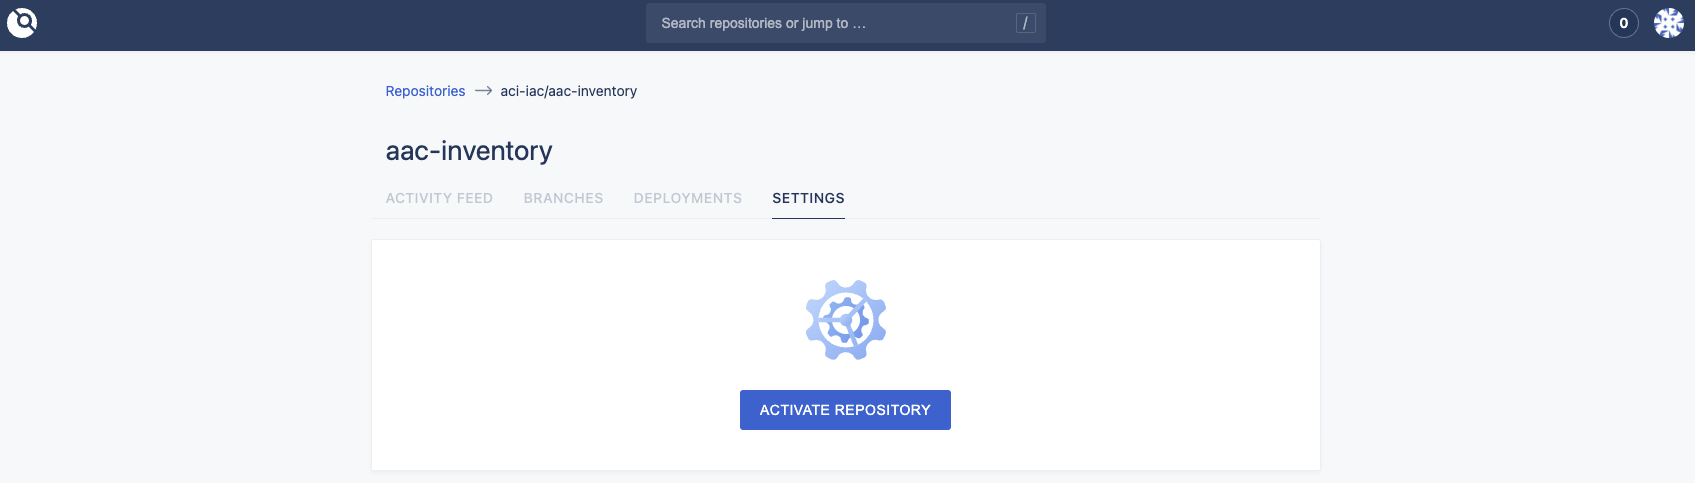 Search repositories or jump to …
/
0
Repositories → aci-iac/aac-inventory
aac-inventory
ACTIVITY FEED BRANCHES DEPLOYMENTS SETTINGS
ACTIVATE REPOSITORY